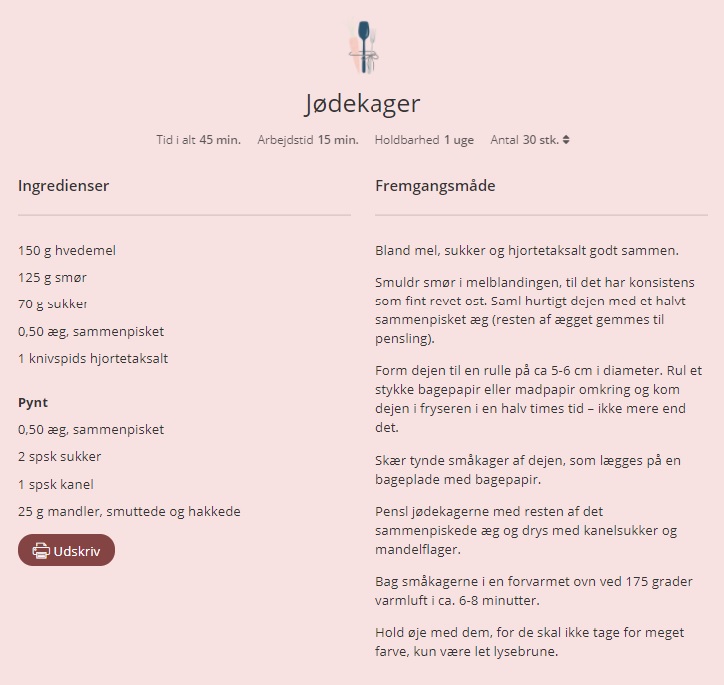 Jødekager
Tid i alt 45 min. Arbejdstid 15 min. Holdbarhed 1 uge Antal 30 stk.
Ingredienser
150 g hvedemel
125 g smør
70 g sukker
0,50 æg, sammenpisket
1 knivspids hjortetaksalt
Pynt
0,50 æg, sammenpisket
2 spsk sukker
1 spsk kanel
25 g mandler, smuttede og hakkede
Udskriv
Fremgangsmåde
Bland mel, sukker og hjortetaksalt godt sammen.
Smuldr smør i melblandingen, til det har konsistens
som fint revet ost. Saml hurtigt dejen med et halvt
sammenpisket æg (resten af ægget gemmes til
pensling).
Form dejen til en rulle på ca 5-6 cm i diameter. Rul et
stykke bagepapir eller madpapir omkring og kom
dejen i fryseren i en halv times tid – ikke mere end
det.
Skær tynde småkager af dejen, som lægges på en
bageplade med bagepapir.
Pensl jødekagerne med resten af det
sammenpiskede æg og drys med kanelsukker og
mandelflager.
Bag småkagerne i en forvarmet ovn ved 175 grader
varmluft i ca. 6-8 minutter.
Hold øje med dem, for de skal ikke tage for meget
farve, kun være let lysebrune.